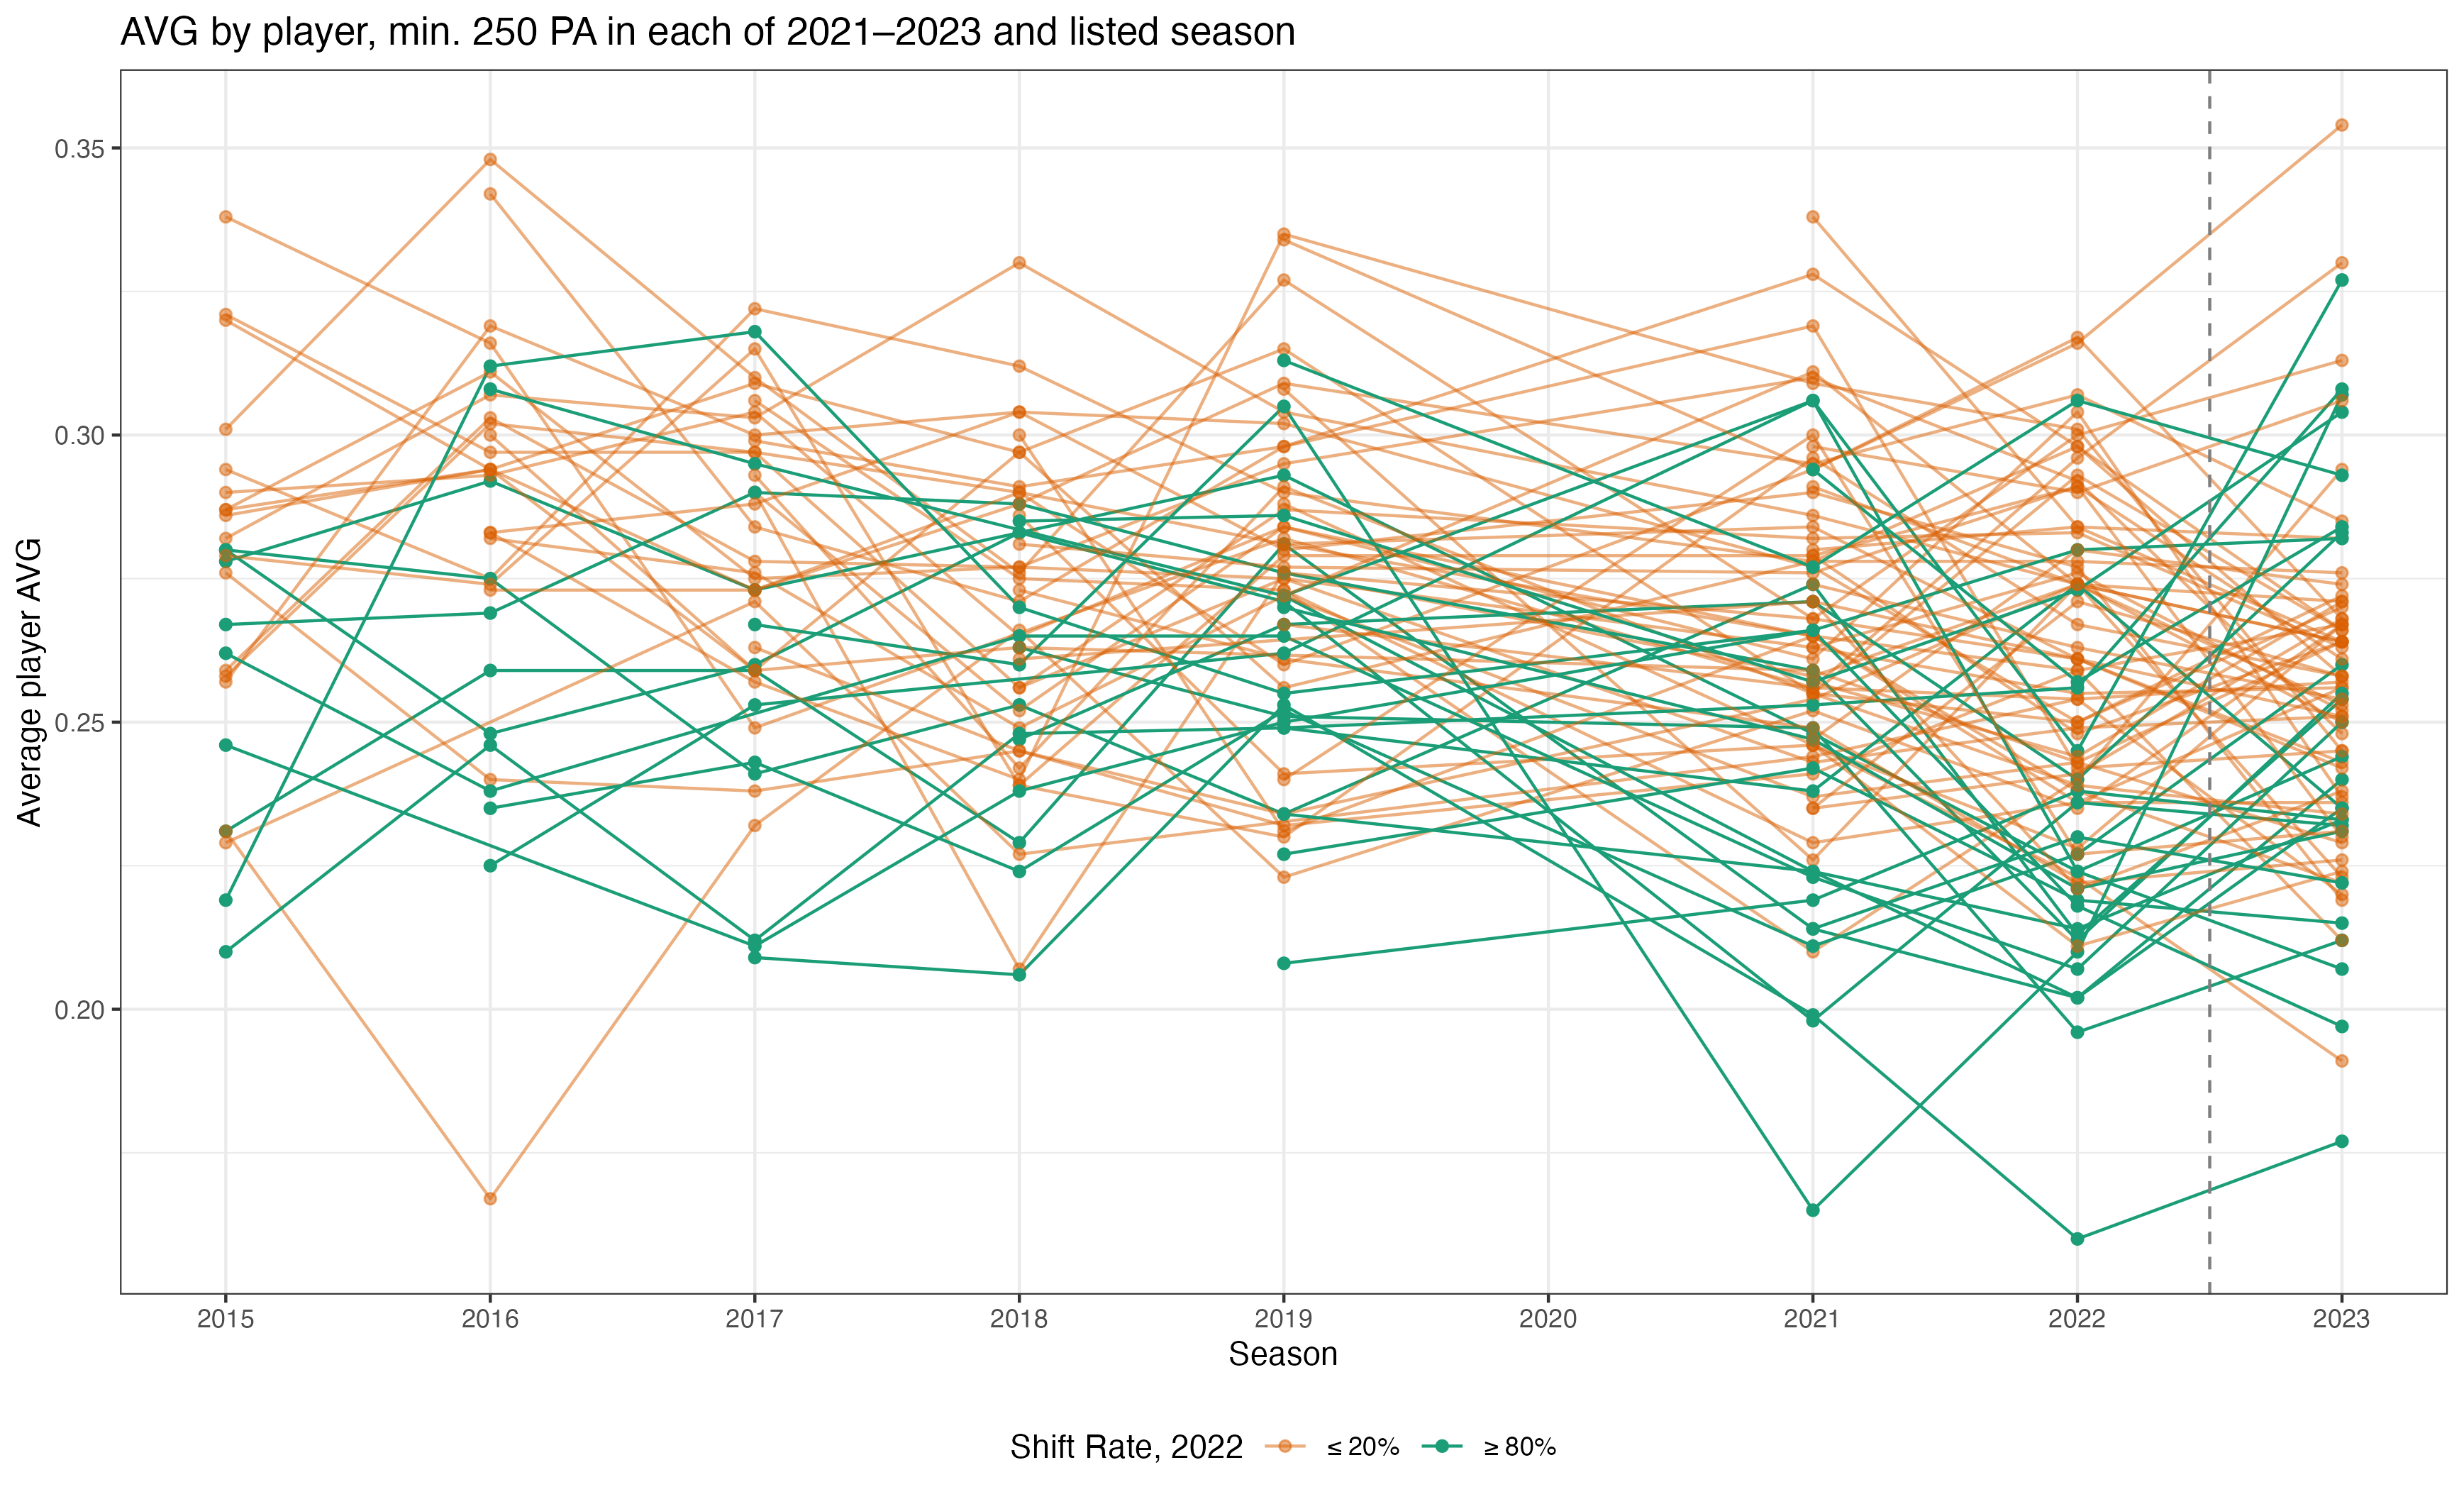 AVG by player, min. 250 PA in each of 2021–2023 and listed season
Average player AVG
0.35
0.30
0.25
0.20
2015 2016 2017 2018 2019 2020 2021 2022 2023
Season
Shift Rate, 2022 ≤ 20% ≥ 80%